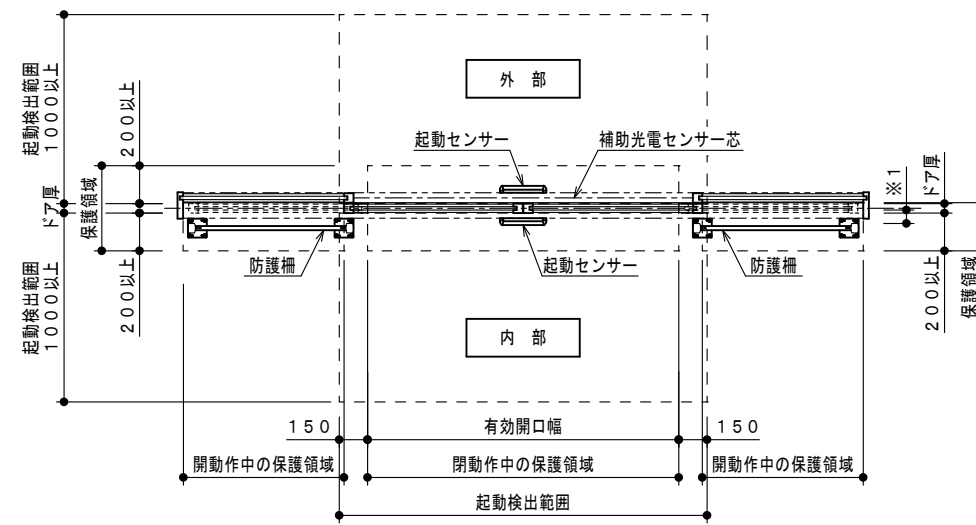 外 部
起動センサー
補助光電センサー芯
起動検出範囲
1000以上
200以上
ドア厚
保護領域
※1
ドア厚
防護柵
起動センサー
防護柵
起動検出範囲
1000以上
200以上
200以上
保護領域
内 部
150
有効開口幅
150
開動作中の保護領域
閉動作中の保護領域
開動作中の保護領域
起動検出範囲